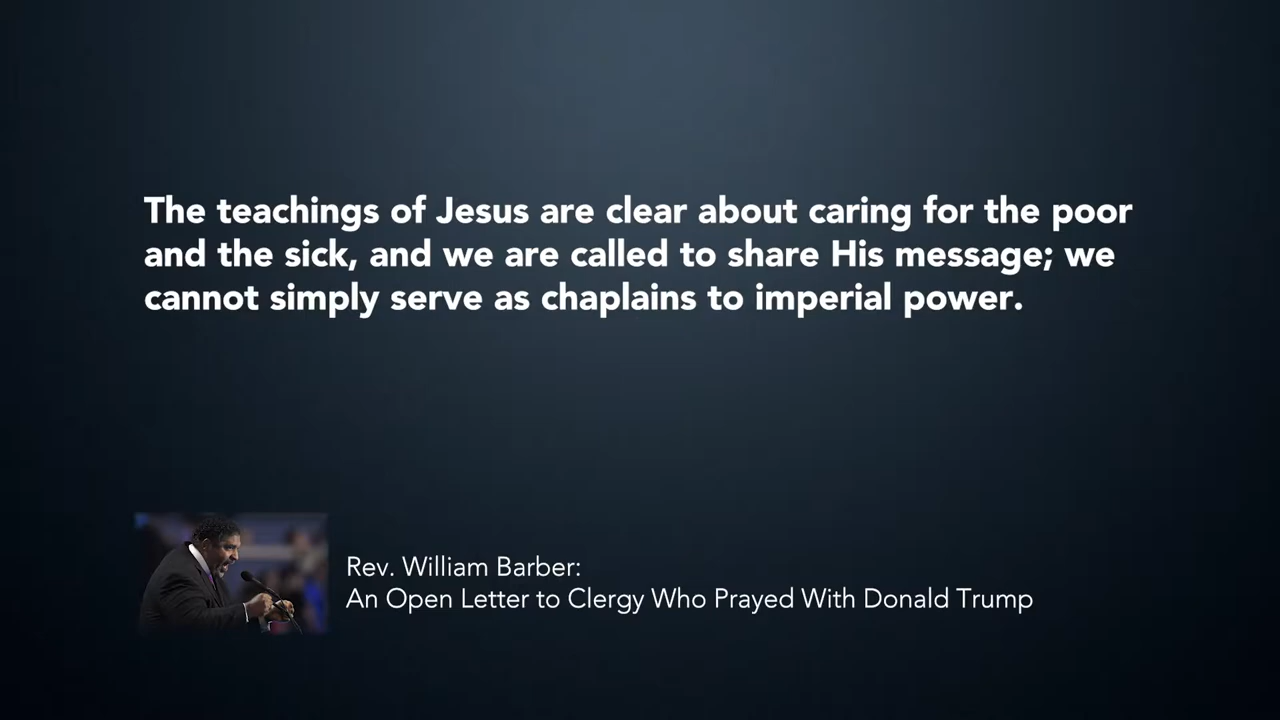 The teachings of Jesus are clear about caring for the poor
and the sick, and we are called to share His message; we
cannot simply serve as chaplains to imperial power.
Rev. William Barber:
An Open Letter to Clergy Who Prayed With Donald Trump